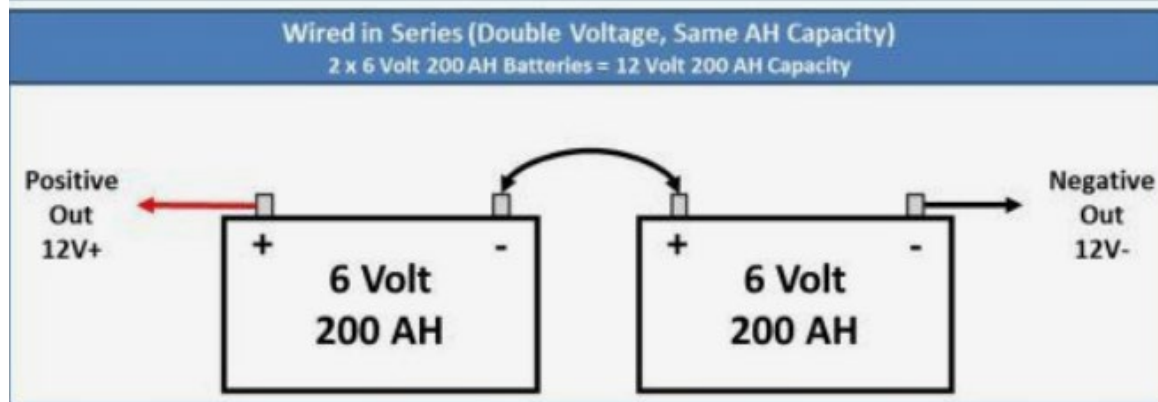 Wired in Series (Double Voltage, Same AH Capacity)
2 x 6 Volt 200 AH Batteries = 12 Volt 200 AH Capacity
Positive
Out
12V+
+
-
6 Volt
200 AH
+
-
6 Volt
200 AH
Negative
Out
12V-